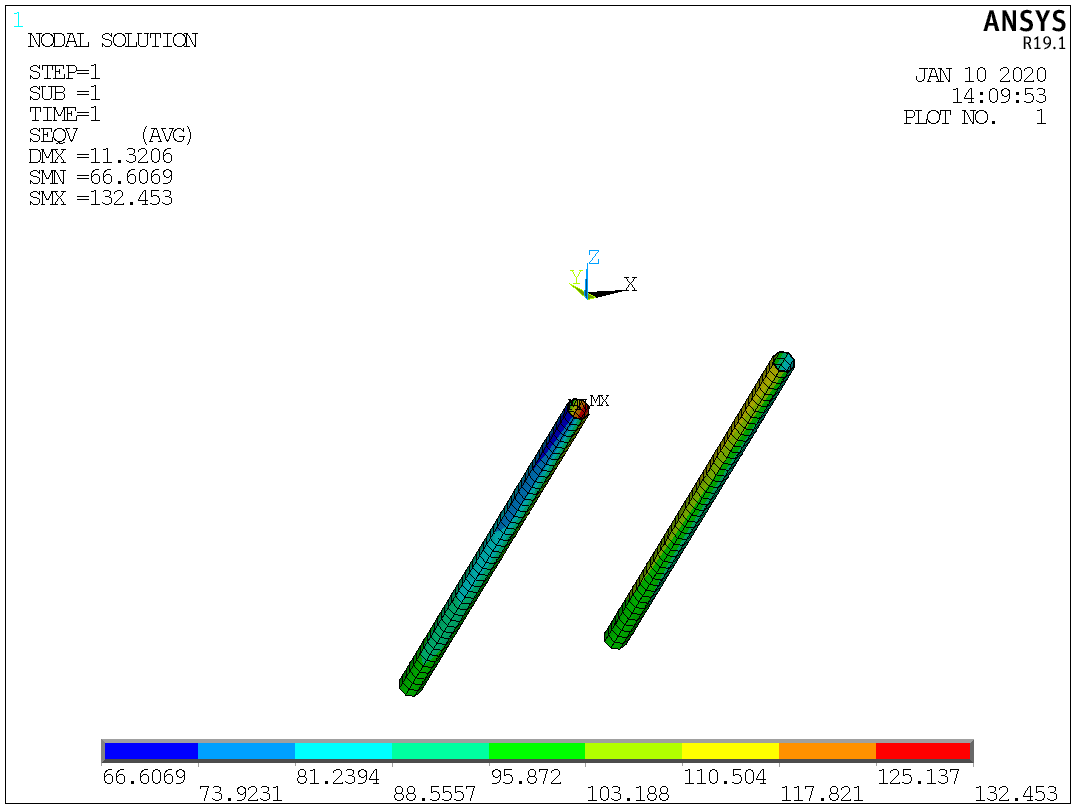 1
NODAL SOLUTION
STEP=1
SUB =1
TIME=1
SEQV (AVG)
DMX =11.3206
SMN =66.6069
SMX =132.453
ANSYS
R19.1
JAN 10 2020
14:09:53
PLOT NO. 1
Z
Y
X
MX
66.6069
73.9231
81.2394
88.5557
95.872
103.188
110.504
117.821
125.137
132.453